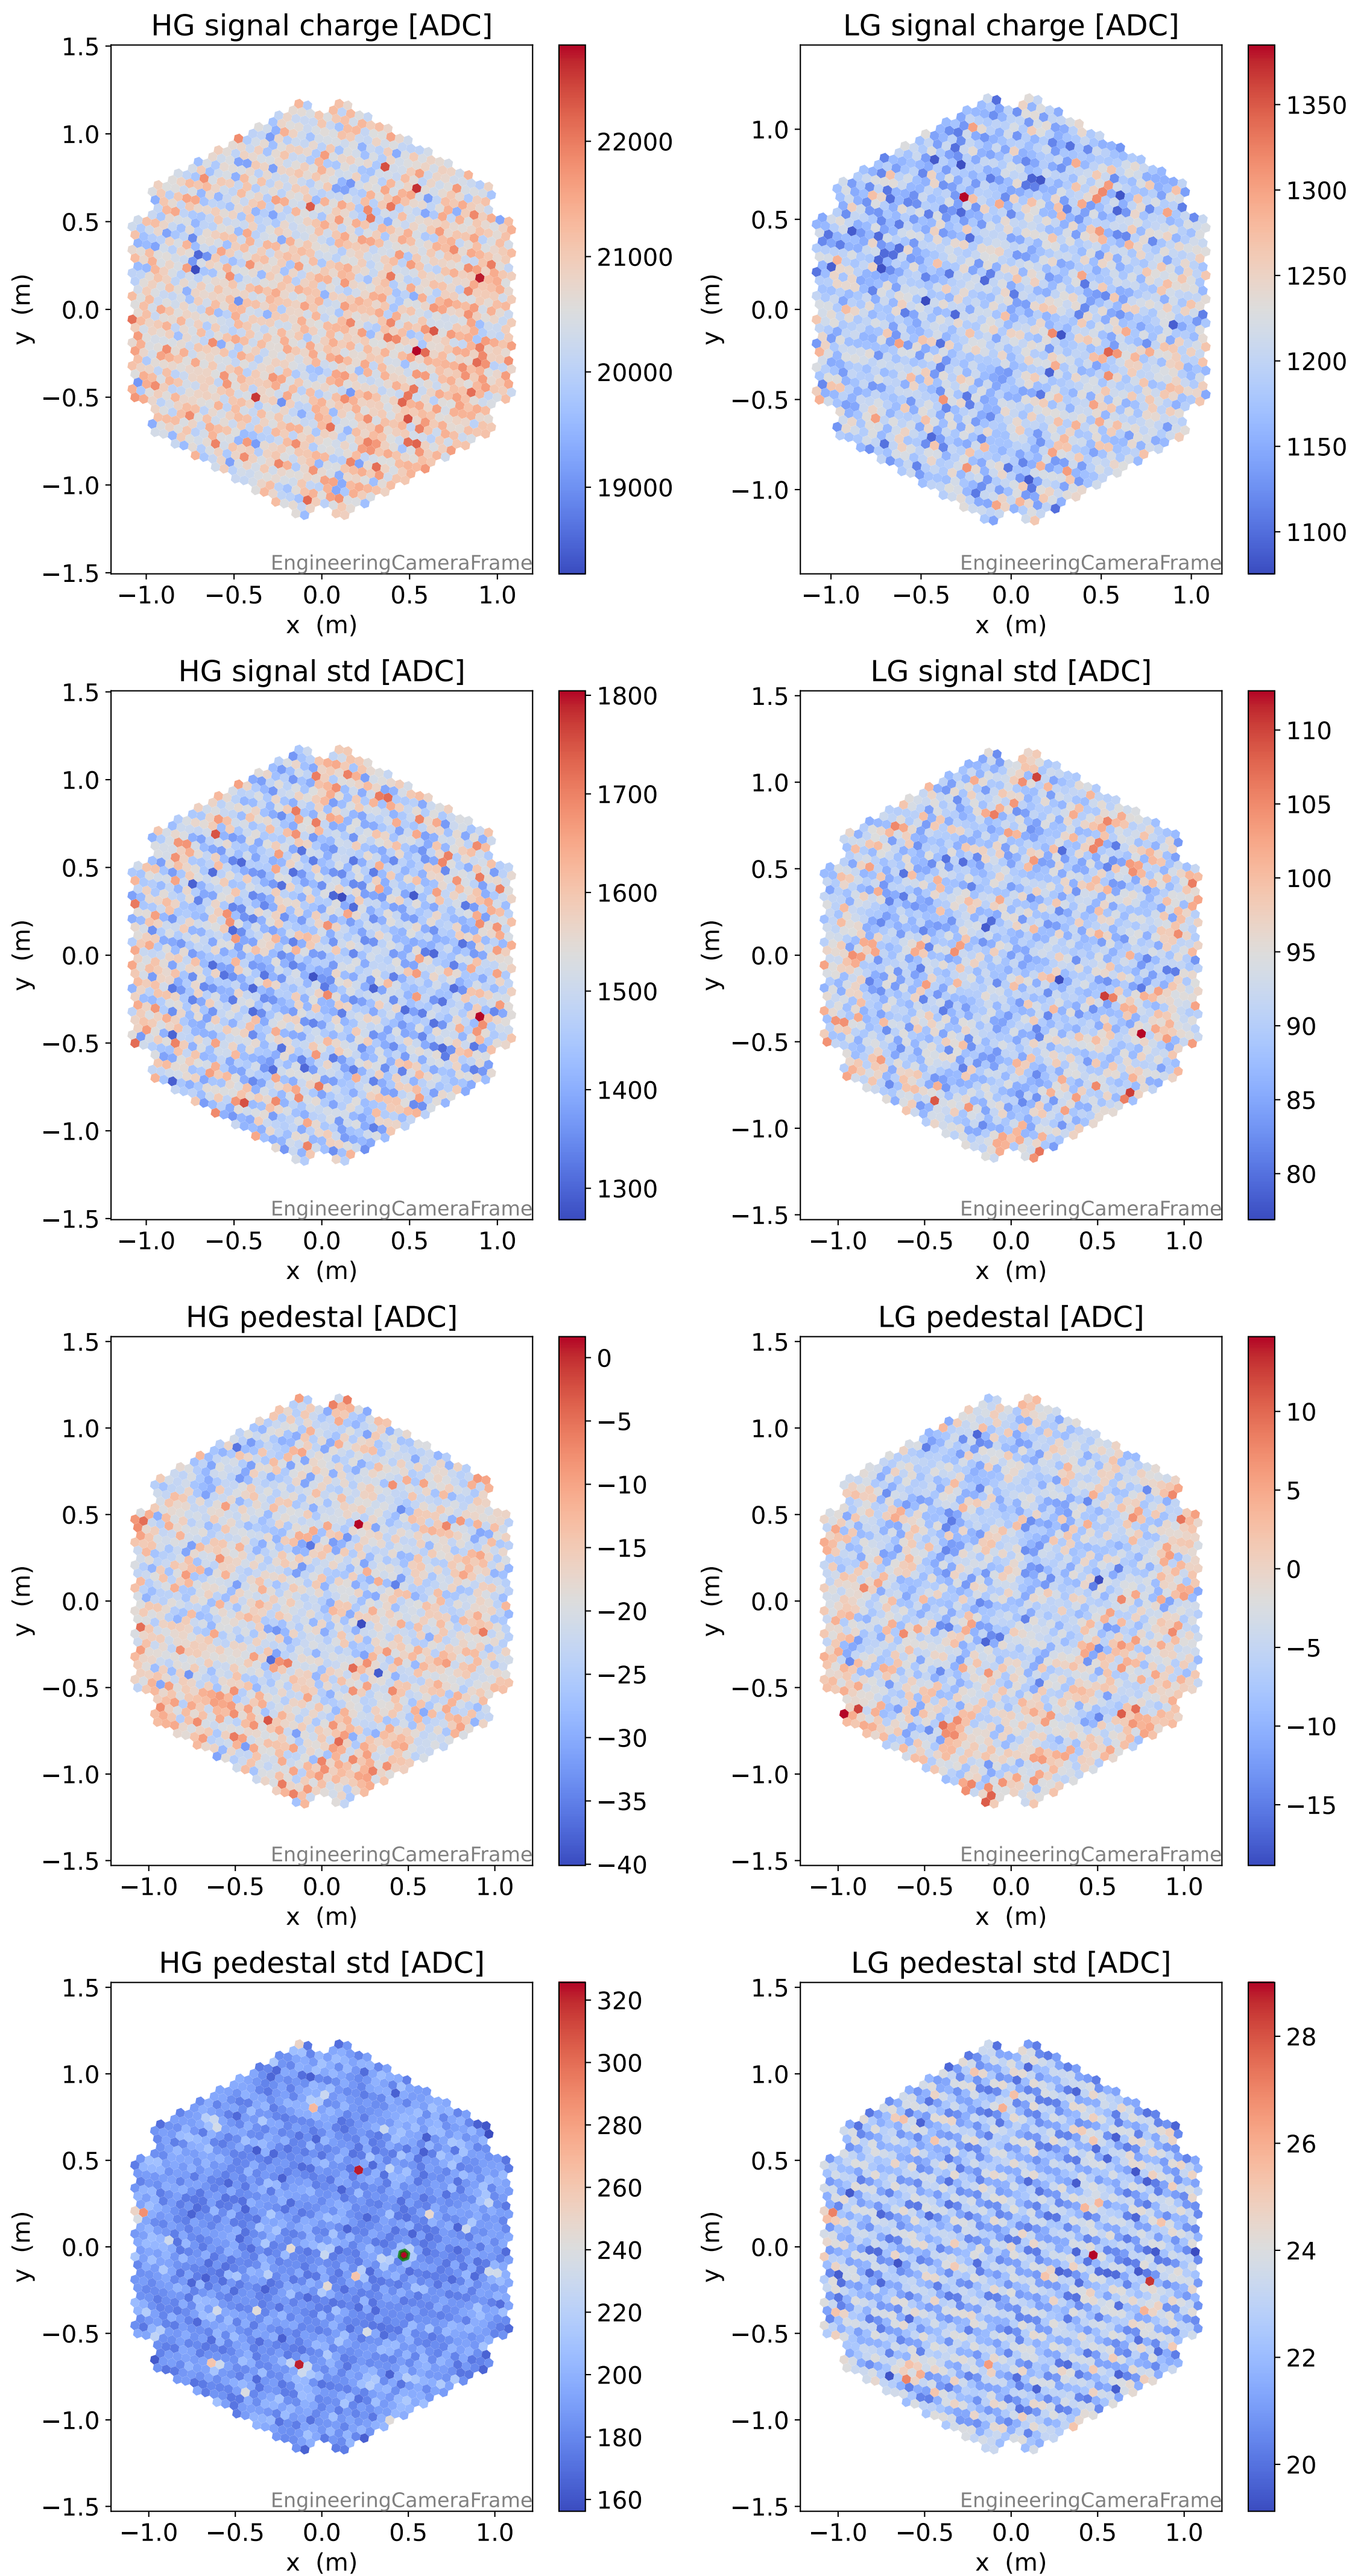 HG signal charge [ADC]
1.5
1.0
0.5
0.0
−0.5
−1.0
−1.5
y (m)
EngineeringCameraFrame
−1.0 −0.5 0.0 0.5 1.0
x (m)
22000
21000
20000
19000
LG signal charge [ADC]
1.0
0.5
0.0
−0.5
−1.0
y (m)
EngineeringCameraFrame
−1.0 −0.5 0.0 0.5 1.0
x (m)
1350
1300
1250
1200
1150
1100
HG signal std [ADC]
1.5
1.0
0.5
0.0
−0.5
−1.0
−1.5
y (m)
EngineeringCameraFrame
−1.0 −0.5 0.0 0.5 1.0
x (m)
1800
1700
1600
1500
1400
1300
LG signal std [ADC]
1.5
1.0
0.5
0.0
−0.5
−1.0
−1.5
y (m)
EngineeringCameraFrame
−1.0 −0.5 0.0 0.5 1.0
x (m)
110
105
100
95
90
85
80
HG pedestal [ADC]
1.5
1.0
0.5
0.0
−0.5
−1.0
−1.5
y (m)
EngineeringCameraFrame
−1.0 −0.5 0.0 0.5 1.0
x (m)
0
−5
−10
−15
−20
−25
−30
−35
−40
LG pedestal [ADC]
1.5
1.0
0.5
0.0
−0.5
−1.0
−1.5
y (m)
EngineeringCameraFrame
−1.0 −0.5 0.0 0.5 1.0
x (m)
10
5
0
−5
−10
−15
HG pedestal std [ADC]
1.5
1.0
0.5
0.0
−0.5
−1.0
−1.5
y (m)
EngineeringCameraFrame
−1.0 −0.5 0.0 0.5 1.0
x (m)
320
300
280
260
240
220
200
180
160
LG pedestal std [ADC]
1.5
1.0
0.5
0.0
−0.5
−1.0
−1.5
y (m)
EngineeringCameraFrame
−1.0 −0.5 0.0 0.5 1.0
x (m)
28
26
24
22
20